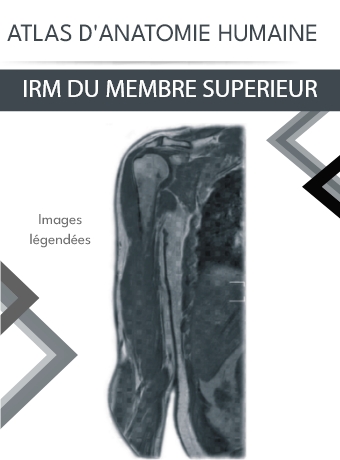 ATLAS D'ANATOMIE HUMAINE
IRM DU MEMBRE SUPERIEUR
Images
légendées